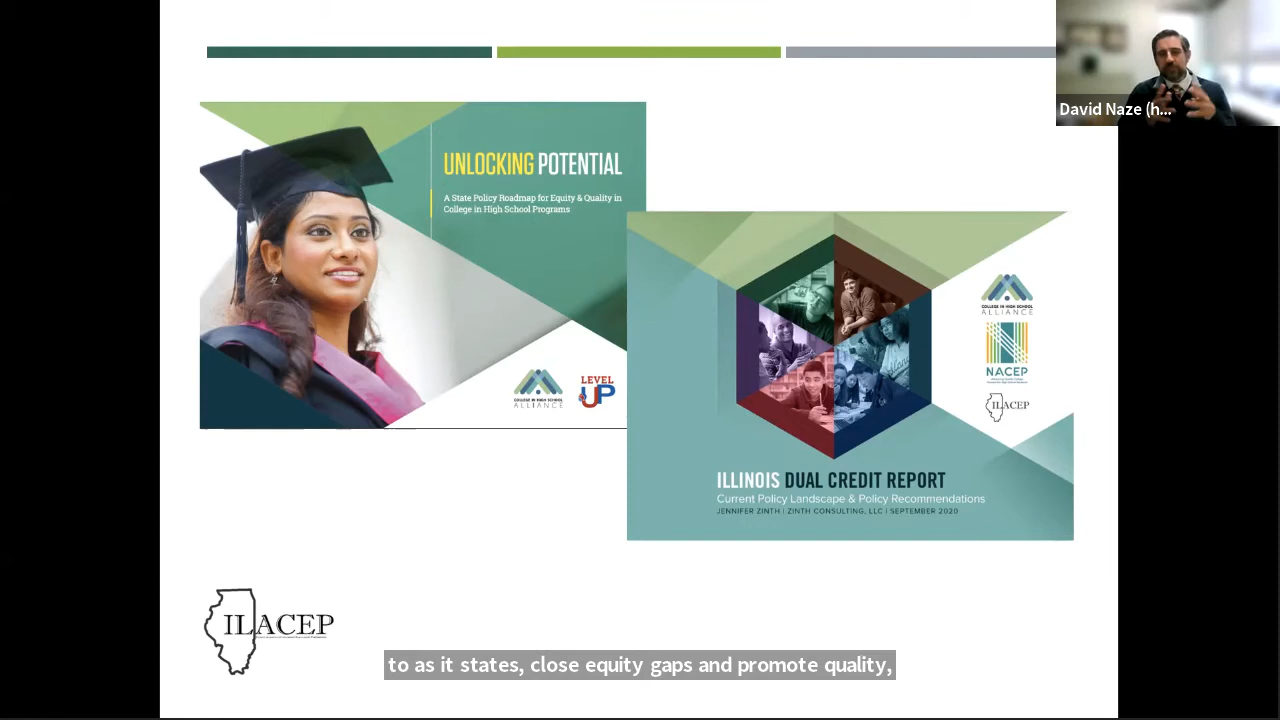 David Naze (h...
UNLOCKING POTENTIAL
A State Policy Roadmap for Equity & Quality in
College in High School Programs
COLLEGE IN HIGH SCHOOL
ALLIANCE
LEVEL
UP
COLLEGE IN HIGH SCHOOL
ALLIANCE
NACEP
ILACEP
ILLINOIS DUAL CREDIT REPORT
Current Policy Landscape & Policy Recommendations
JENNIFER ZINTH | ZINTH CONSULTING, LLC | SEPTEMBER 2020
ILACEP
to as it states, close equity gaps and promote quality,